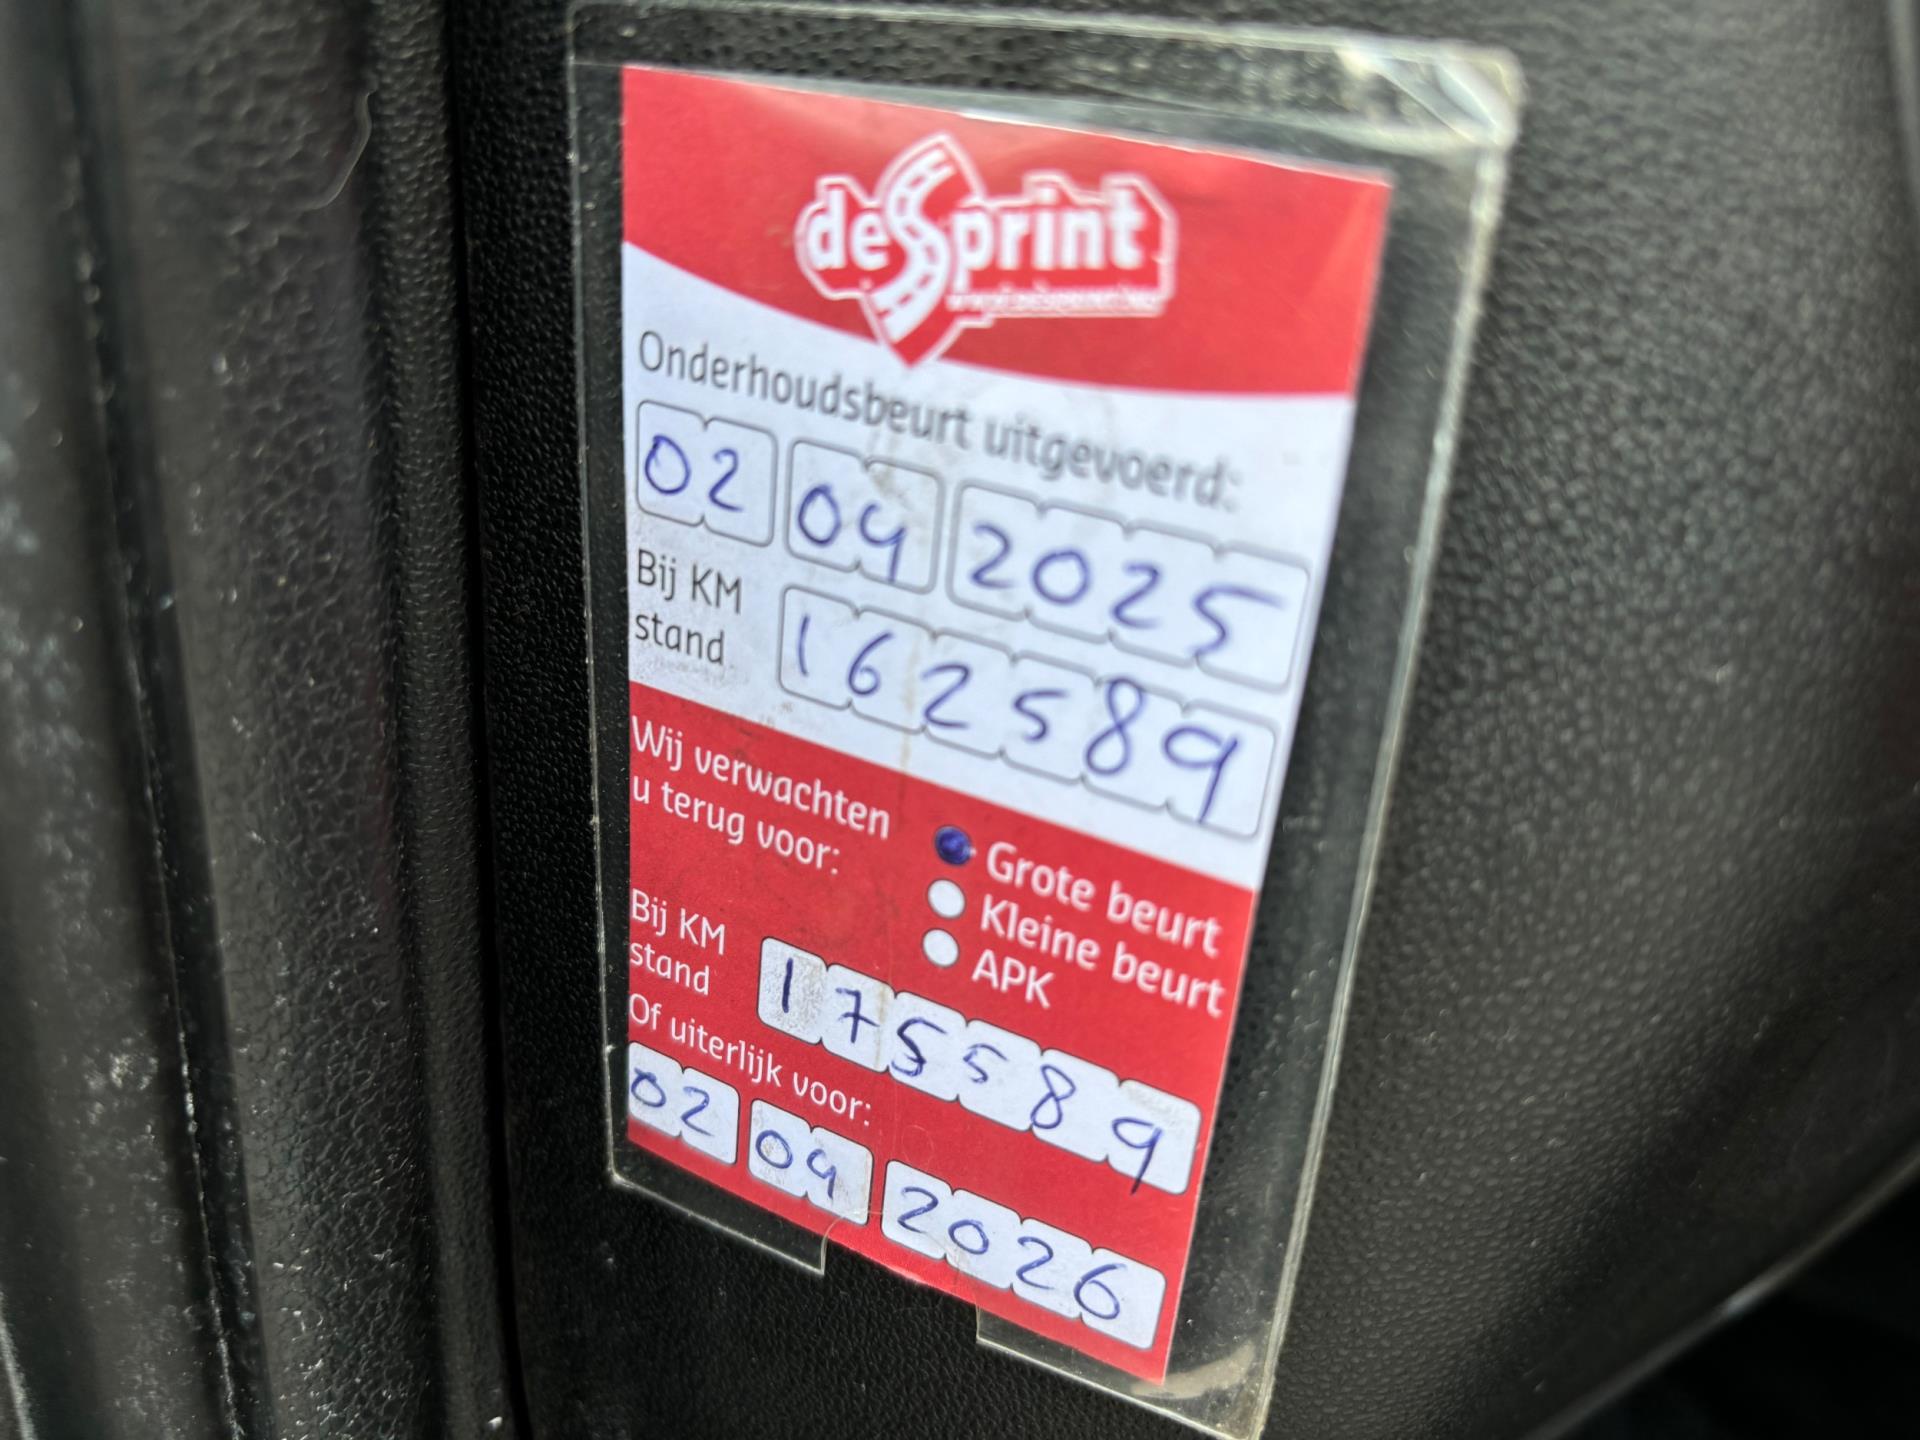 deSprint
Onderhoudsbeurt uitgevoerd:
02 04 2025
Bij KM
stand
162589
Wij verwachten
u terug voor:
Grote beurt
Kleine beurt
APK
Bij KM
stand
175589
Of uiterlijk voor:
02 04 2026